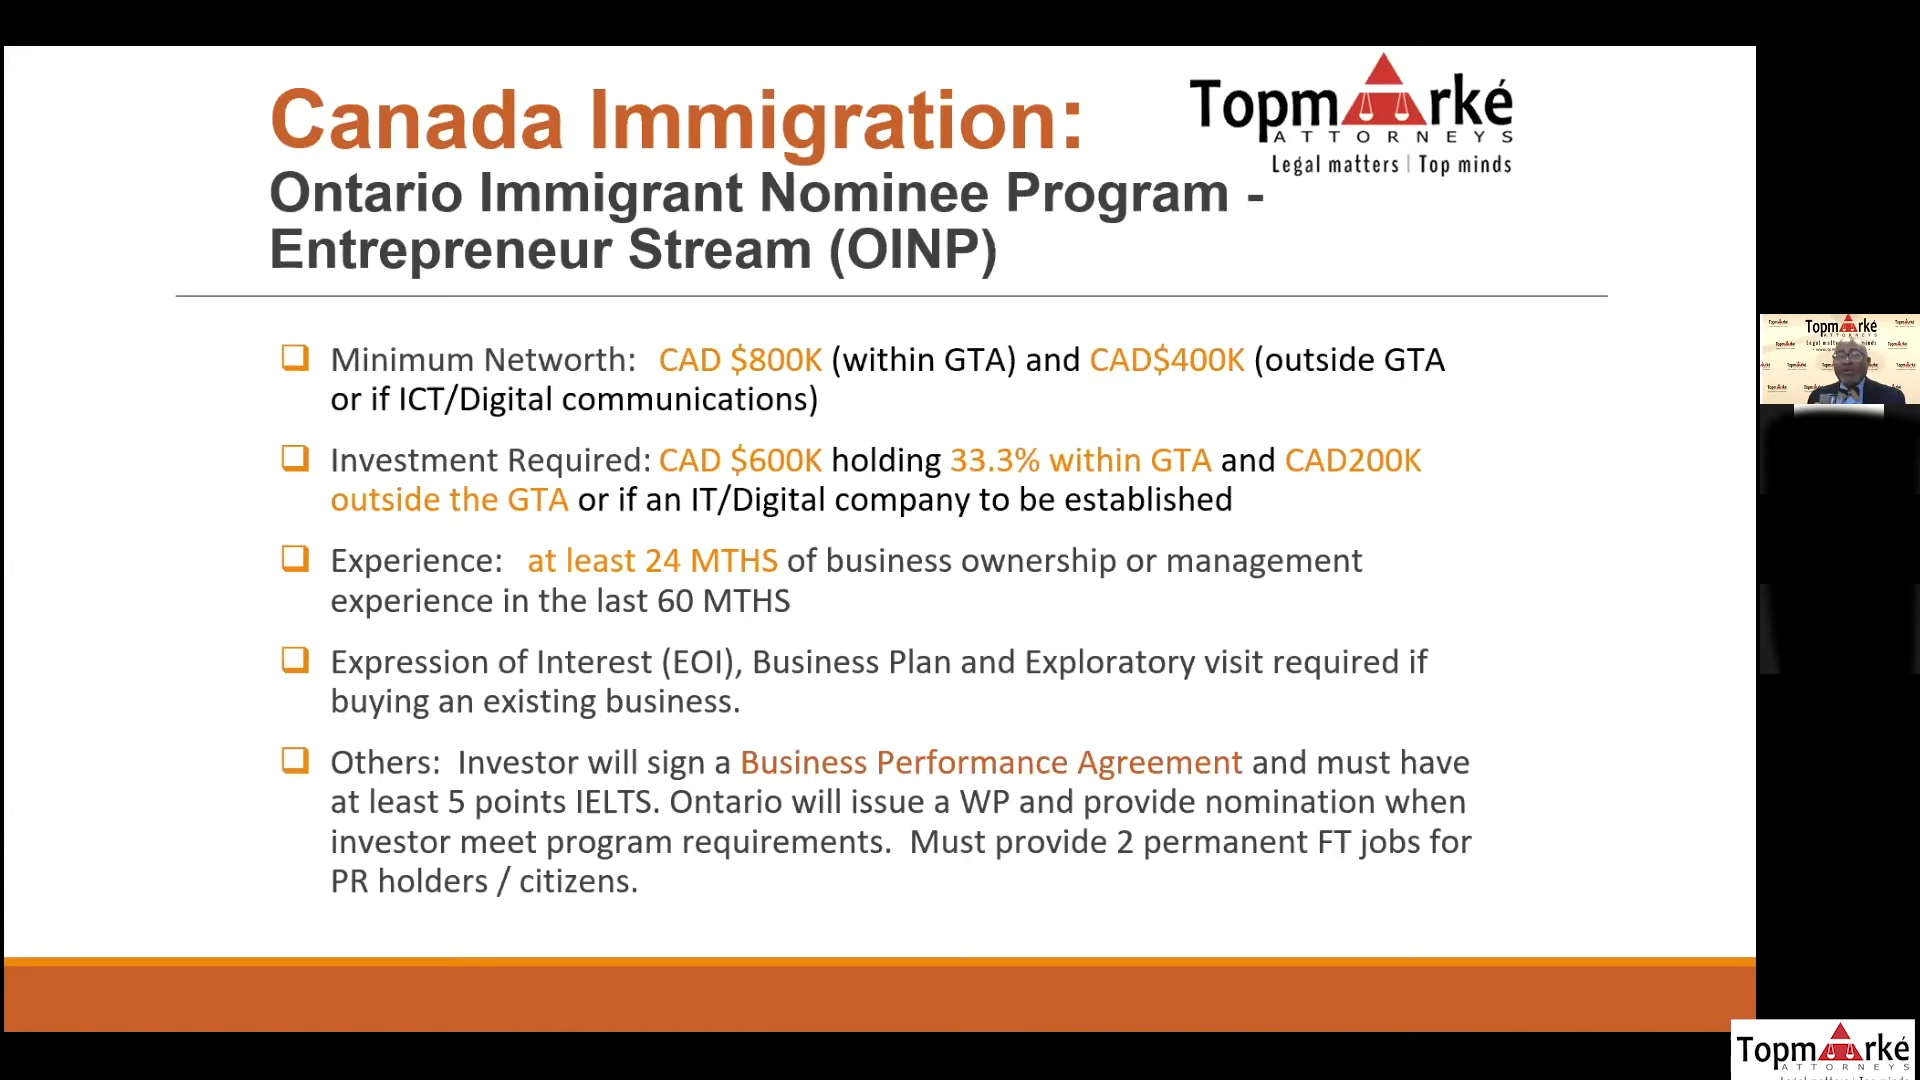 Canada Immigration:
Topmarké
ATTORNEYS
Legal matters | Top minds
Ontario Immigrant Nominee Program -
Entrepreneur Stream (OINP)
Minimum Networth: CAD $800K (within GTA) and CAD$400K (outside GTA
or if ICT/Digital communications)
Investment Required: CAD $600K holding 33.3% within GTA and CAD200K
outside the GTA or if an IT/Digital company to be established
Experience: at least 24 MTHS of business ownership or management
experience in the last 60 MTHS
Expression of Interest (EOI), Business Plan and Exploratory visit required if
buying an existing business.
Others: Investor will sign a Business Performance Agreement and must have
at least 5 points IELTS. Ontario will issue a WP and provide nomination when
investor meet program requirements. Must provide 2 permanent FT jobs for
PR holders / citizens.
Topmarké
ATTORNEYS
Topmarké
ATTORNEYS